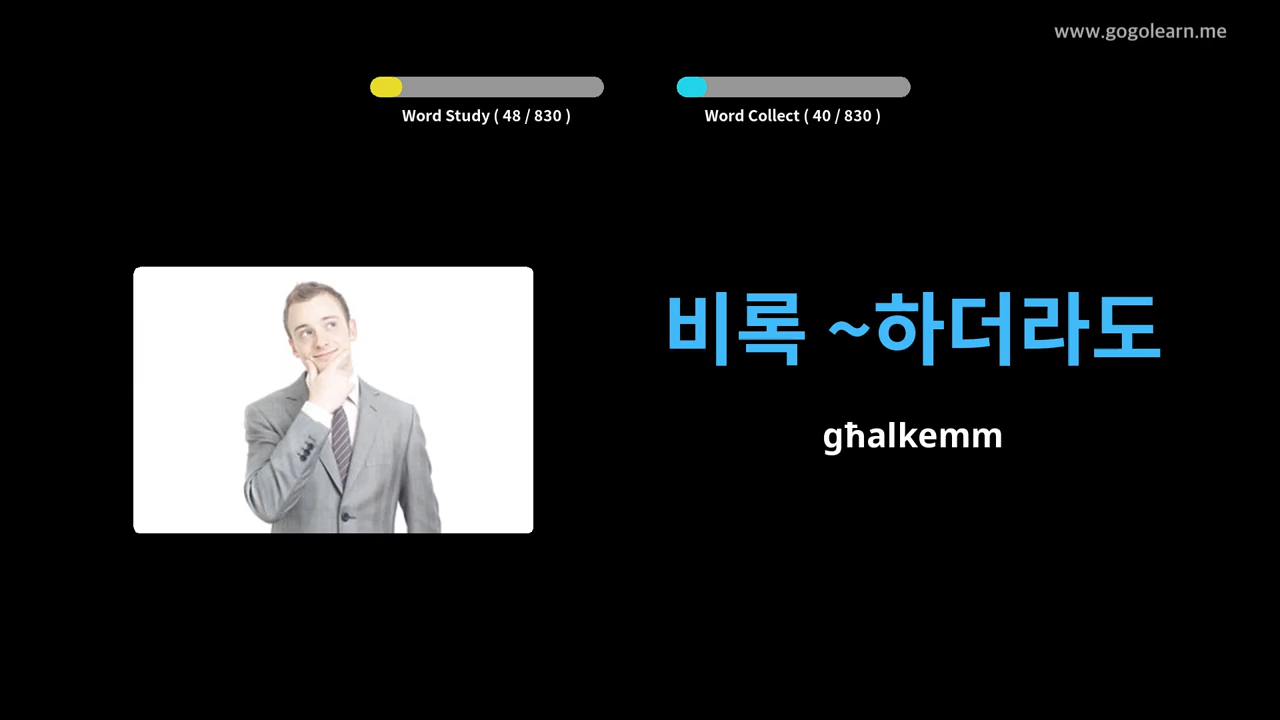 www.gogolearn.me
Word Study ( 48 / 830 )
Word Collect ( 40 / 830 )
비록 ~하더라도
għalkemm